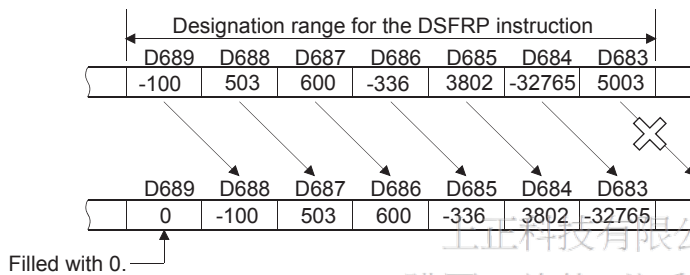 Designation range for the DSFRP instruction
D689 D688 D687 D686 D685 D684 D683
-100 503 600 -336 3802 -32765 5003
D689 D688 D687 D686 D685 D684 D683
0 -100 503 600 -336 3802 -32765
上正科技有限公
Filled with 0.